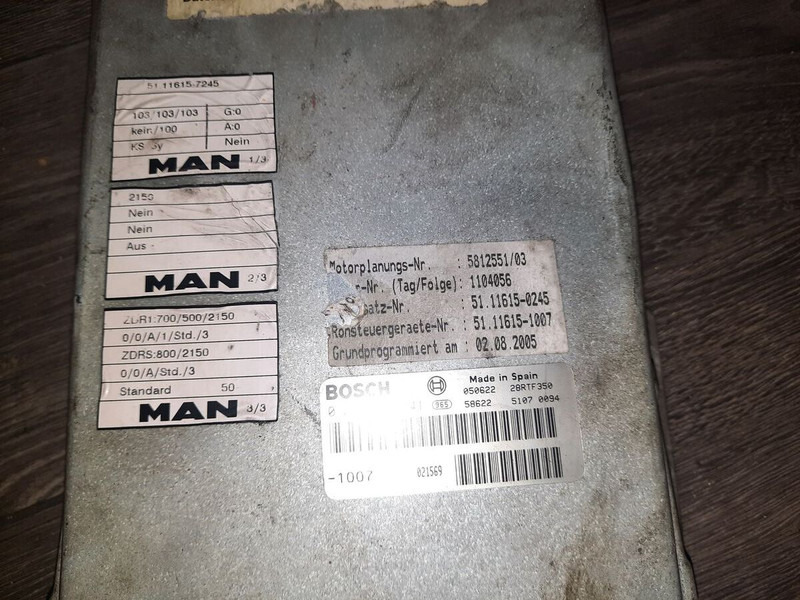 51.11615-7245
103/103/103 G:0
kein/100 A:0
KS Nein
MAN 1/3
2150
Nein
Nein
Aus
MAN 2/3
ZDR1:700/500/2150
0/0/A/1/Std./3
ZDRS:800/2150
0/0/A/Std./3
Standard 50
MAN 3/3
Motorplanungs-Nr. : 5812551/03
-Nr. (Tag/Folge): 1104056
satz-Nr. : 51.11615-0245
Ronsteuergeraete-Nr. : 51.11615-1007
Grundprogrammiert am : 02.08.2005
BOSCH Made in Spain
050622 28RTF350
0 365 58622 5107 0094
-1007 021569